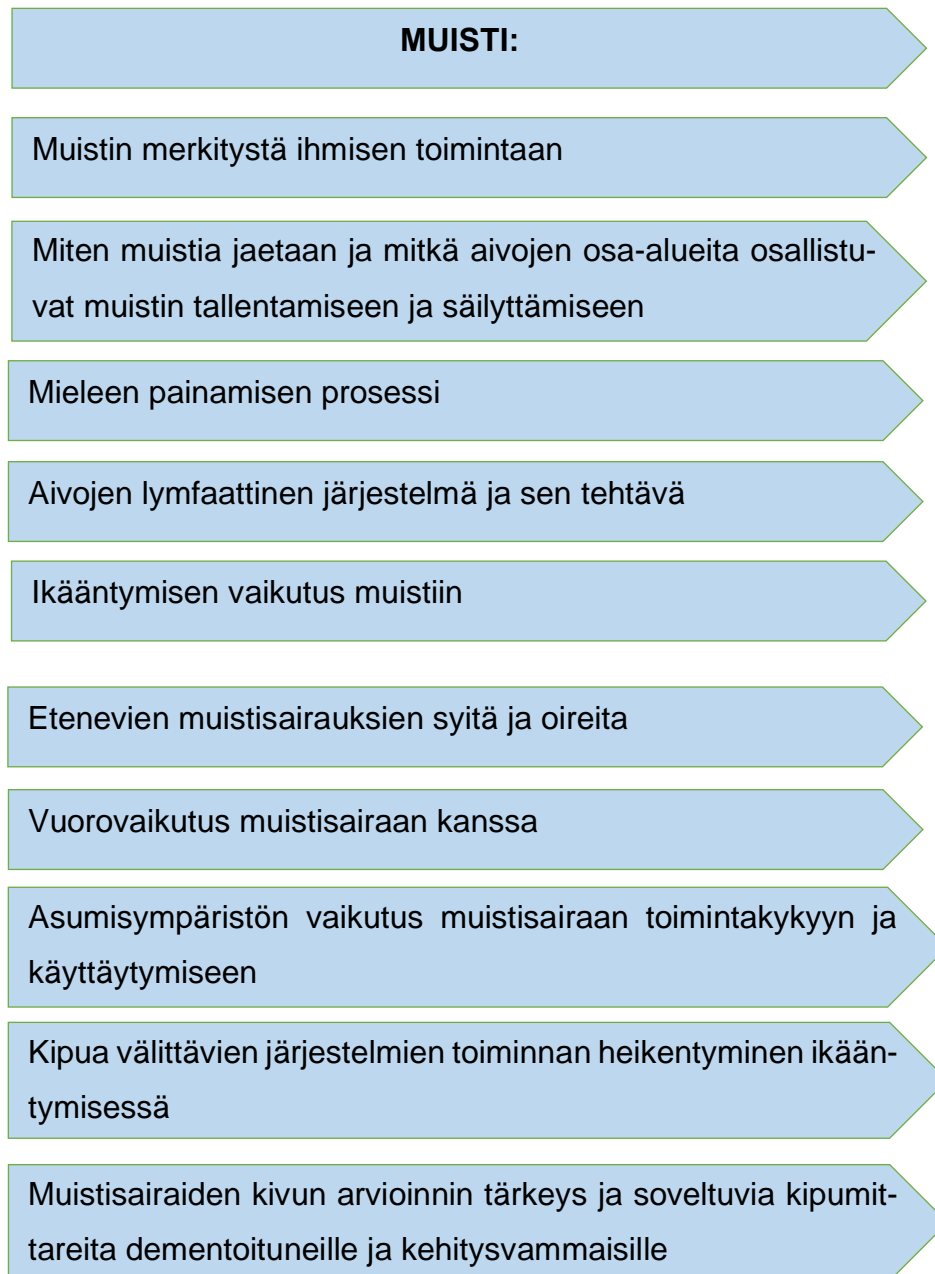 MUISTI:
Muistin merkitystä ihmisen toimintaan
Miten muistia jaetaan ja mitkä aivojen osa-alueita osallistu-
vat muistin tallentamiseen ja säilyttämiseen
Mieleen painamisen prosessi
Aivojen lymfaattinen järjestelmä ja sen tehtävä
Ikääntymisen vaikutus muistiin
Etenevien muistisairauksien syitä ja oireita
Vuorovaikutus muistisairaan kanssa
Asumisympäristön vaikutus muistisairaan toimintakykyyn ja
käyttäytymiseen
Kipua välittävien järjestelmien toiminnan heikentyminen ikään-
tymisessä
Muistisairaiden kivun arvioinnin tärkeys ja soveltuvia kipumit-
tareita dementoituneille ja kehitysvammaisille